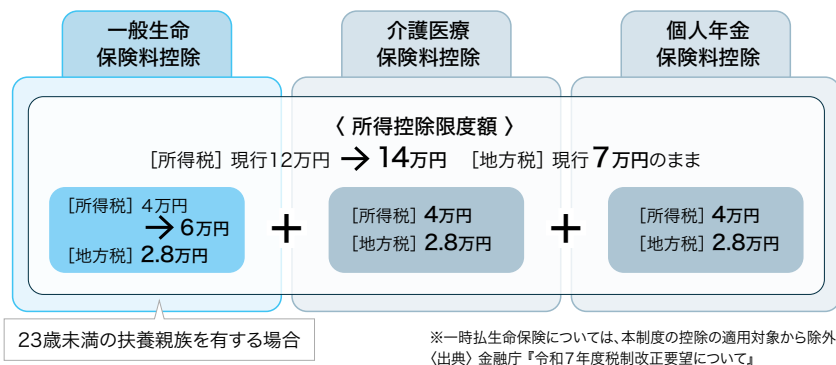 一般生命
保険料控除
介護医療
保険料控除
個人年金
保険料控除
〈 所得控除限度額 〉
［所得税］ 現行12万円 → 14万円 ［地方税］ 現行 7万円のまま
［所得税］ 4万円
→ 6万円
［地方税］ 2.8万円
＋
［所得税］ 4万円
［地方税］ 2.8万円
＋
［所得税］ 4万円
［地方税］ 2.8万円
23歳未満の扶養親族を有する場合
※一時払生命保険については、本制度の控除の適用対象から除外
〈出典〉 金融庁 『令和7年度税制改正要望について』